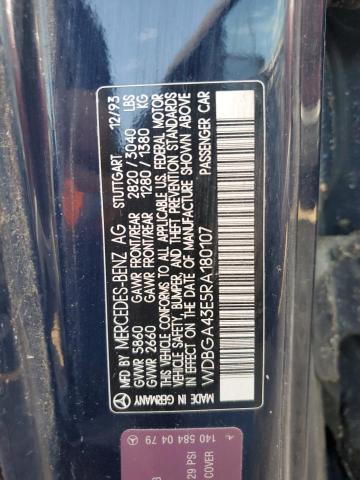 MERCEDES-BENZ AG STUTTGART 12/93
GVWR 5860 GAWR FRONT/REAR 2820 / 3040 LBS
GVWR 2660 GAWR FRONT/REAR 1280 / 1380 KG
THIS VEHICLE CONFORMS TO ALL APPLICABLE U.S. FEDERAL MOTOR
VEHICLE SAFETY, BUMPER, AND THEFT PREVENTION STANDARDS
IN EFFECT ON THE DATE OF MANUFACTURE SHOWN ABOVE
WDBGA43E5RA180107 PASSENGER CAR
MADE IN GERMANY
140 584 04 79
29 PSI
COVER